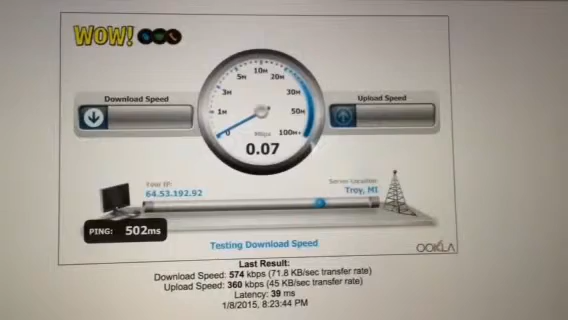 WOW!
Download Speed
Upload Speed
0
1M
3M
5M
10M
20M
30M
50M
100M+
Mbps
0.07
Your IP:
64.53.192.92
Server Location:
Troy, MI
PING: 502ms
Testing Download Speed
OOKLA
Last Result:
Download Speed: 574 kbps (71.8 KB/sec transfer rate)
Upload Speed: 360 kbps (45 KB/sec transfer rate)
Latency: 39 ms
1/8/2015, 8:23:44 PM